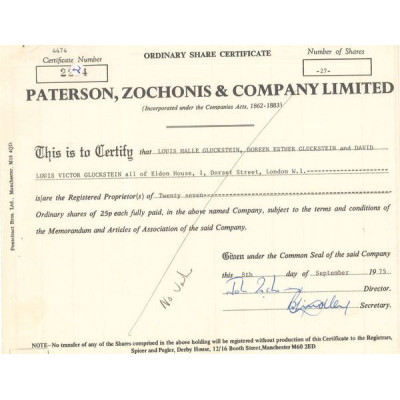 4474
Certificate Number
ORDINARY SHARE CERTIFICATE
Number of Shares
-27-
PATERSON, ZOCHONIS & COMPANY LIMITED
(Incorporated under the Companies Acts, 1862-1883)
This is to Certify that LOUIS HALLE GLUCKSTEIN, DOREEN ESTHER GLUCKSTEIN and DAVID
LOUIS VICTOR GLUCKSTEIN all of Eldon House, 1, Dorset Street, London W.1.
is/are the Registered Proprietor(s) of Twenty seven
Ordinary shares of 25p each fully paid, in the above named Company, subject to the terms and conditions of
the Memorandum and Articles of Association of the said Company.
Given under the Common Seal of the said Company
this 8th day of September 1975
Director.
Secretary.
No Val
NOTE-No transfer of any of the Shares comprised in the above holding will be registered without production of this Certificate to the Registrars,
Spicer and Pegler, Derby House, 12/16 Booth Street, Manchester M60 2ED
Bros. Ltd., Manchester M19 4QD